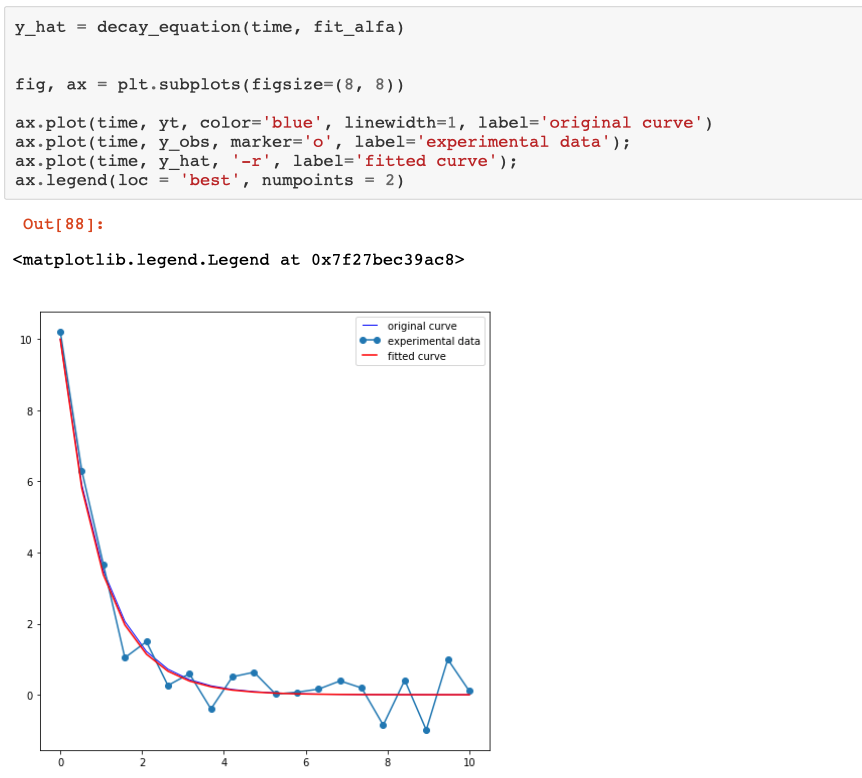 y_hat = decay_equation(time, fit_alfa)
fig, ax = plt.subplots(figsize=(8, 8))
ax.plot(time, yt, color='blue', linewidth=1, label='original curve')
ax.plot(time, y_obs, marker='o', label='experimental data');
ax.plot(time, y_hat, '-r', label='fitted curve');
ax.legend(loc = 'best', numpoints = 2)
Out[88]:
<matplotlib.legend.Legend at 0x7f27bec39ac8>
original curve
experimental data
fitted curve
10
8
6
4
2
0
0 2 4 6 8 10